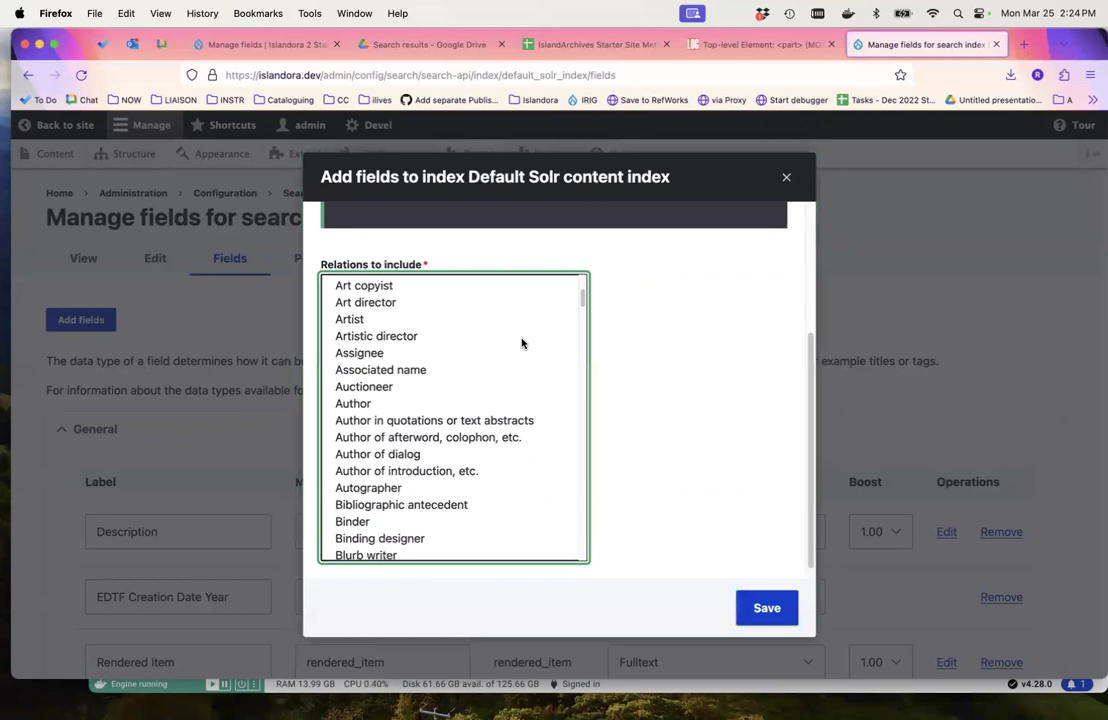 Firefox File Edit View History Bookmarks Tools Window Help Mon Mar 25 2:24 PM
Manage fields | Islandora 2 Sta Search results - Google Drive IslandArchives Starter Site Met Top-level Element: <part> (MO Manage fields for search index
https://islandora.dev/admin/config/search/search-api/index/default_solr_index/fields
To Do Chat NOW LIAISON INSTR Cataloguing CC ilives Add separate Publis... Islandora IRIG Save to RefWorks via Proxy Start debugger Tasks - Dec 2022 St... Untitled presentatio... A
Back to site Manage Shortcuts admin Devel Tour
Content Structure Appearance
Add fields to index Default Solr content index
Home Administration Configuration
Manage fields for searc
View Edit Fields
Relations to include*
Art copyist
Art director
Artist
Artistic director
Assignee
Associated name
Auctioneer
Author
Author in quotations or text abstracts
Author of afterword, colophon, etc.
Author of dialog
Author of introduction, etc.
Autographer
Bibliographic antecedent
Binder
Binding designer
Blurb writer
Save
Add fields
The data type of a field determines how it can b example titles or tags.
For information about the data types available fo
General
Label Boost Operations
Description 1.00 Edit Remove
EDTF Creation Date Year Remove
Rendered item rendered_item rendered_item Fulltext 1.00 Edit Remove
Engine running RAM 13.99 GB CPU 0.40% Disk 61.66 GB avail. of 125.66 GB Signed in v4.28.0 1